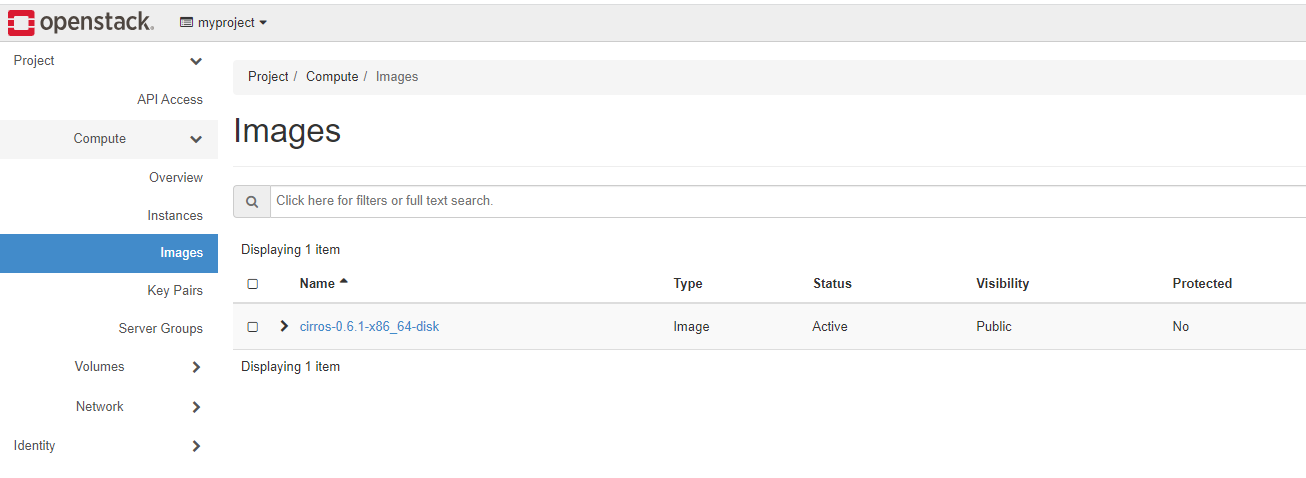 openstack. myproject
Project
API Access
Compute
Overview
Instances
Images
Key Pairs
Server Groups
Volumes
Network
Identity
Project / Compute / Images
Images
Click here for filters or full text search.
Displaying 1 item
Name Type Status Visibility Protected
cirros-0.6.1-x86_64-disk Image Active Public No
Displaying 1 item